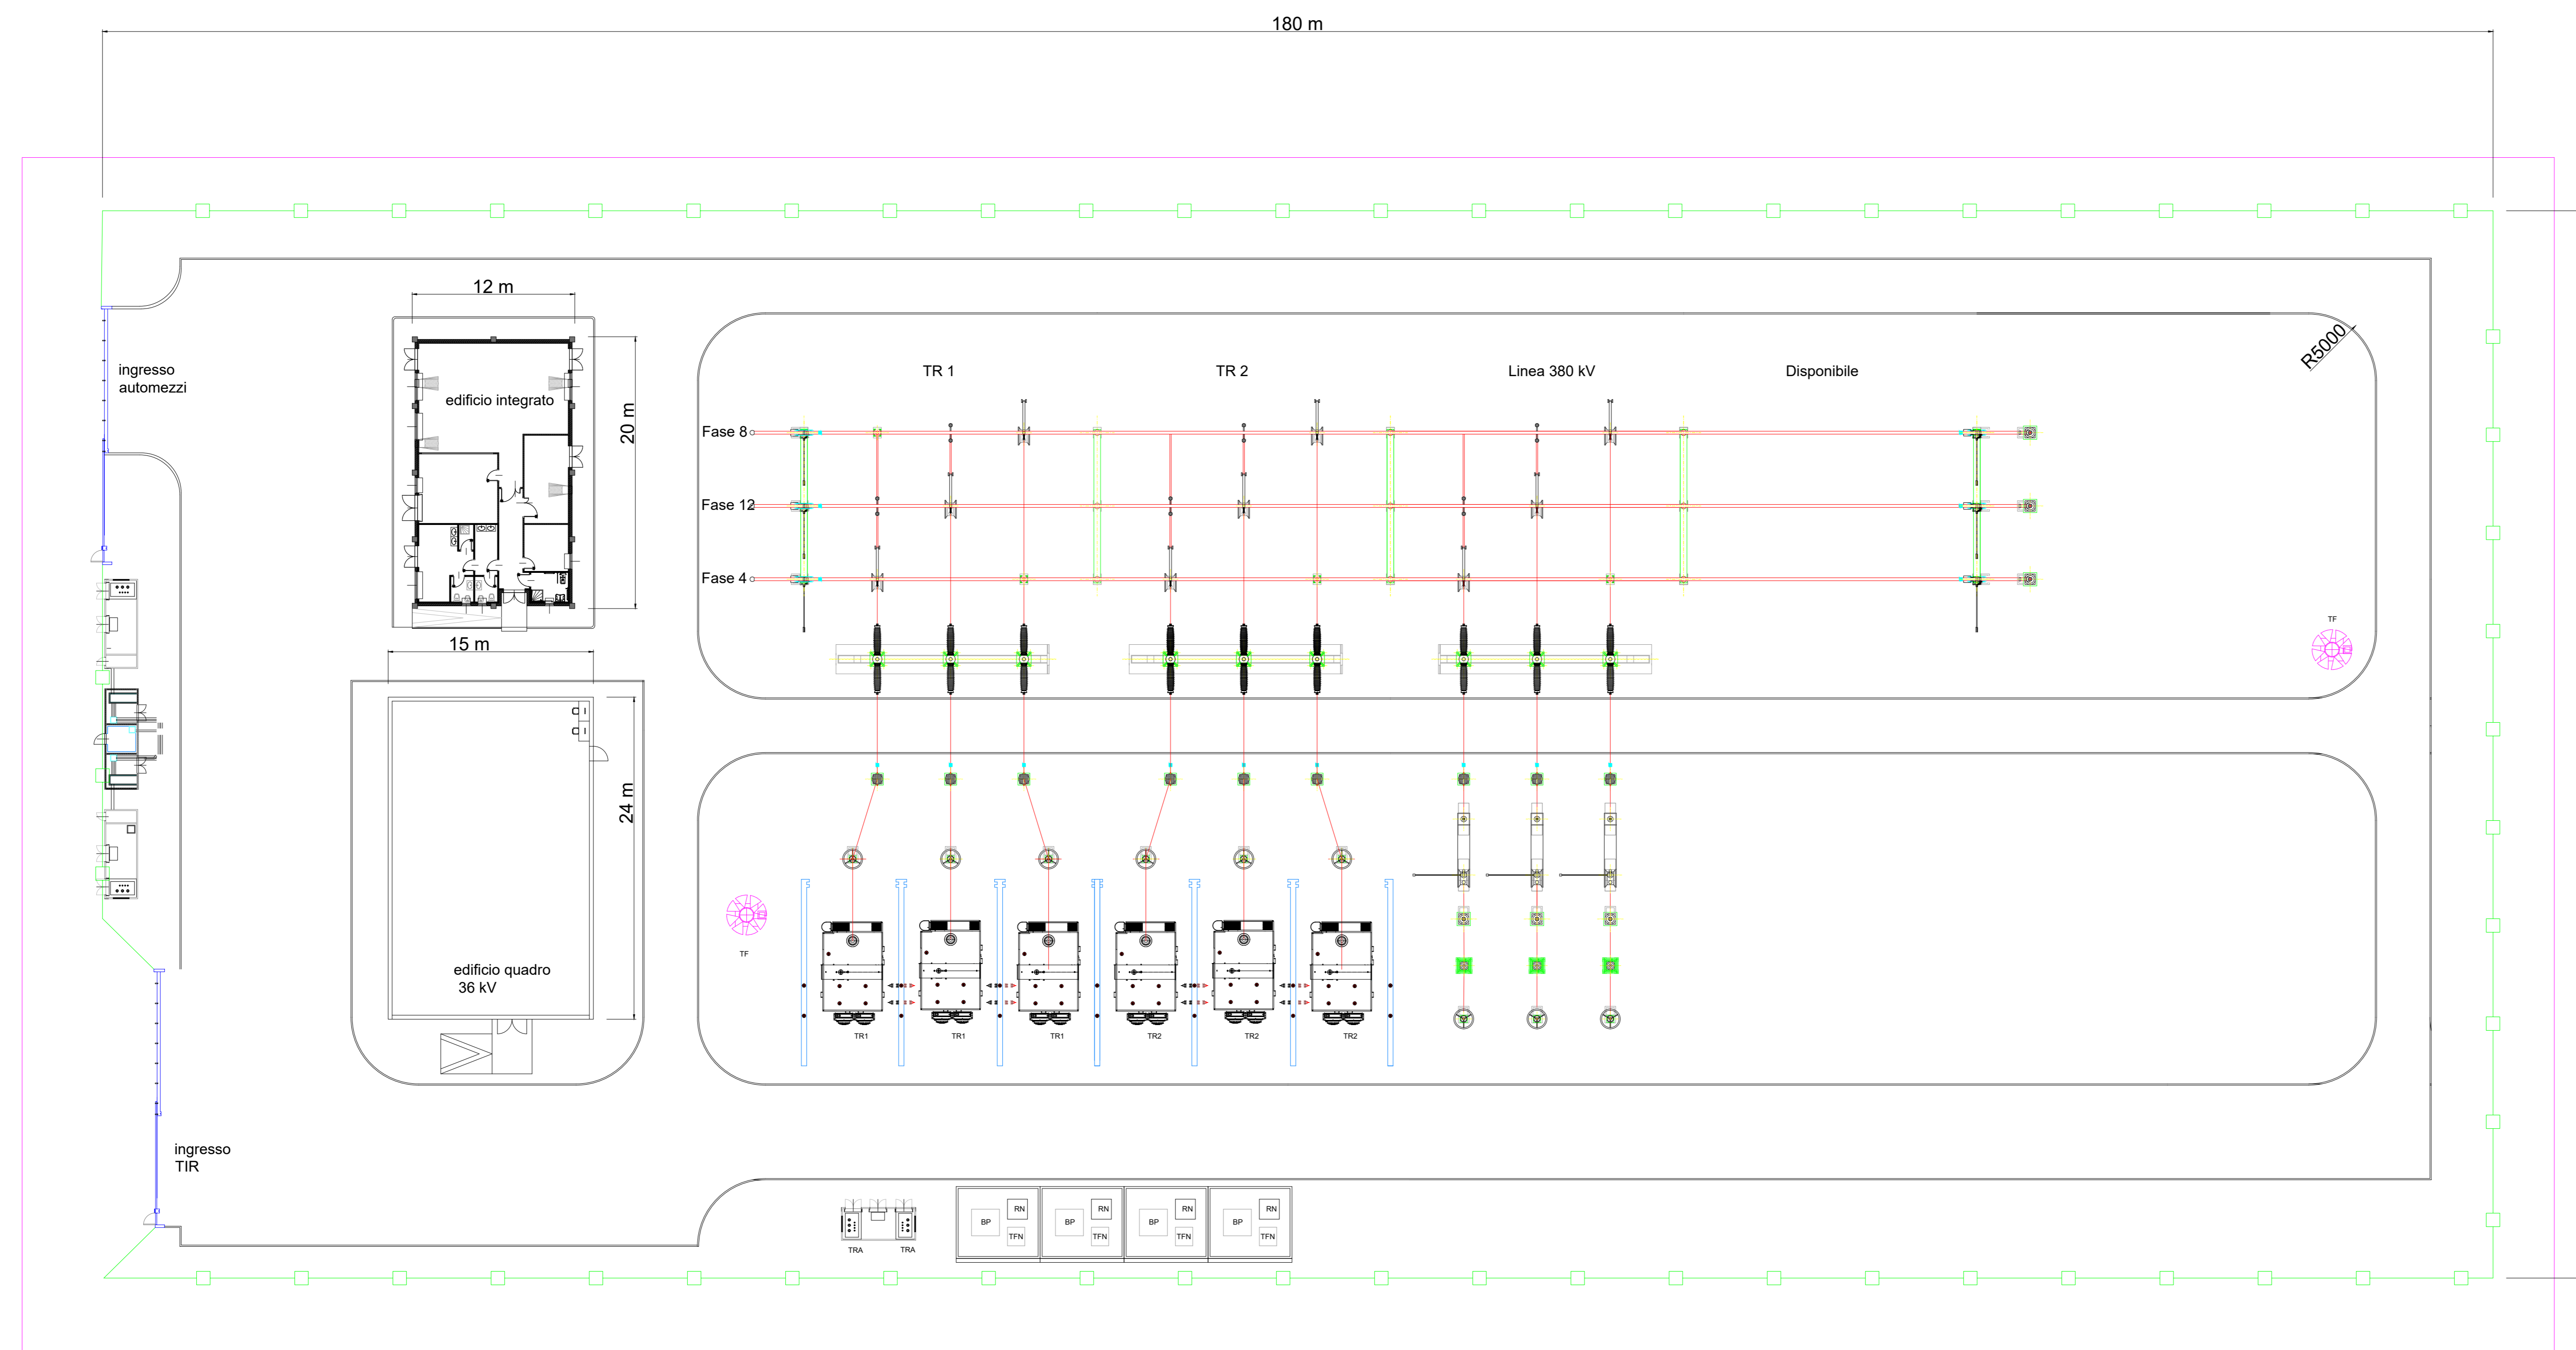 180 m
12 m
R5000
ingresso
automezzi
TR 1
TR 2
Linea 380 kV
Disponibile
edificio integrato
20 m
Fase 8
Fase 12
Fase 4
TF
15 m
24 m
TF
edificio quadro
36 kV
TR1
TR1
TR1
TR2
TR2
TR2
ingresso
TIR
RN
RN
RN
RN
BP
BP
BP
BP
TFN
TFN
TFN
TFN
TRA
TRA